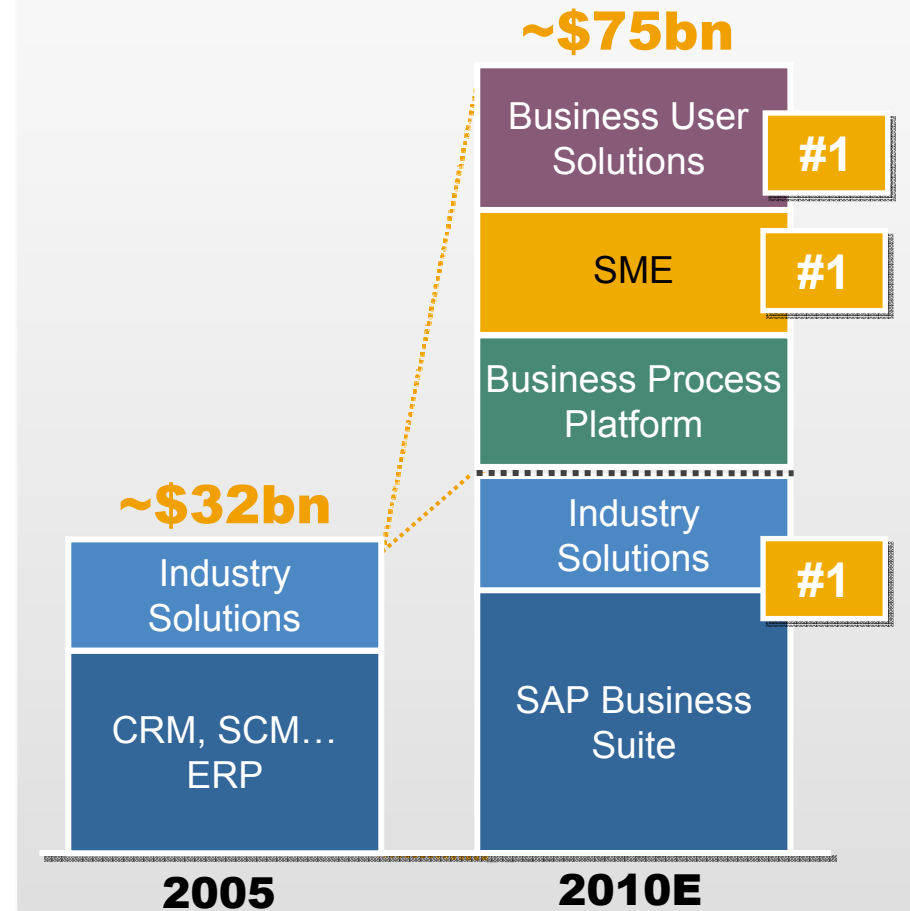 ~$75bn
Business User
Solutions
#1
SME
#1
Business Process
Platform
~$32bn
Industry
Solutions
CRM, SCM…
ERP
Industry
Solutions
#1
SAP Business
Suite
2005
2010E